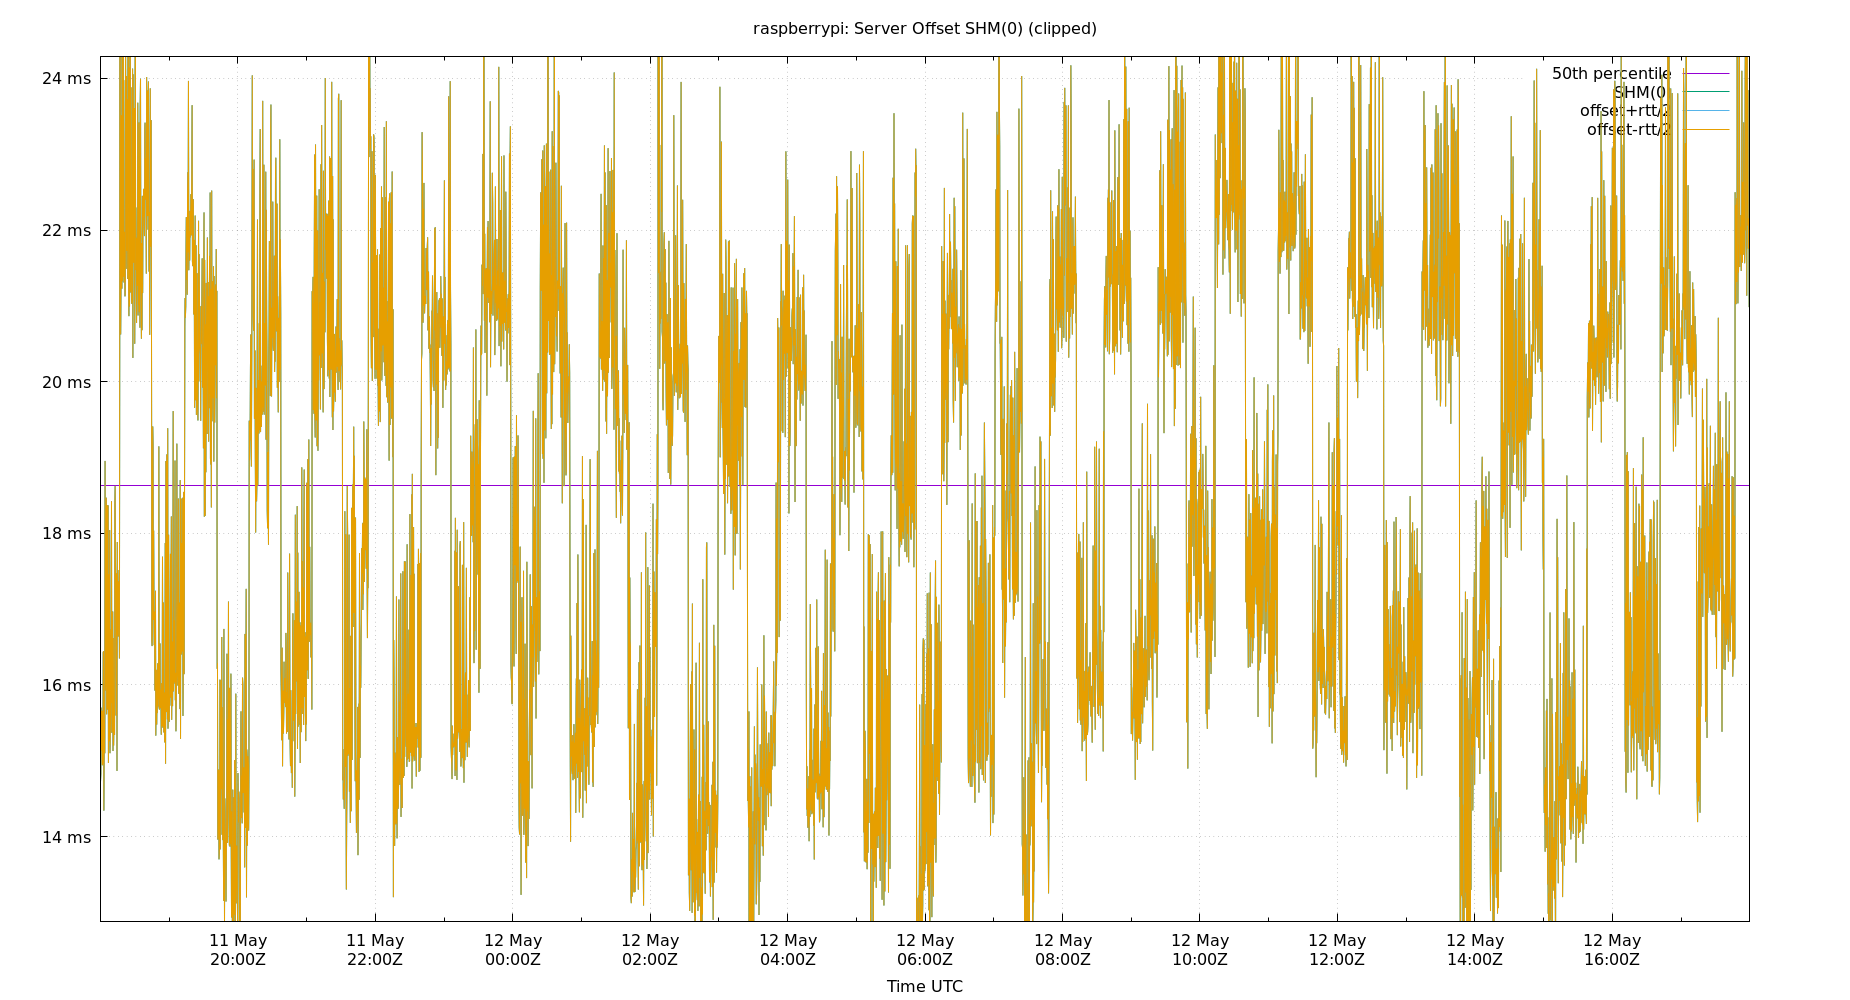 raspberrypi: Server Offset SHM(0) (clipped)
24 ms
22 ms
20 ms
18 ms
16 ms
14 ms
50th percentile
SHM(0)
offset+rtt/2
offset-rtt/2
11 May 11 May 12 May 12 May 12 May 12 May 12 May 12 May 12 May 12 May 12 May
20:00Z 22:00Z 00:00Z 02:00Z 04:00Z 06:00Z 08:00Z 10:00Z 12:00Z 14:00Z 16:00Z
Time UTC